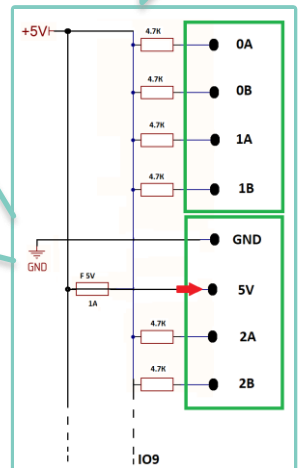 +5V
4.7K
0A
4.7K
0B
4.7K
1A
4.7K
1B
GND
GND
F 5V
5V
1A
4.7K
2A
4.7K
2B
IO9